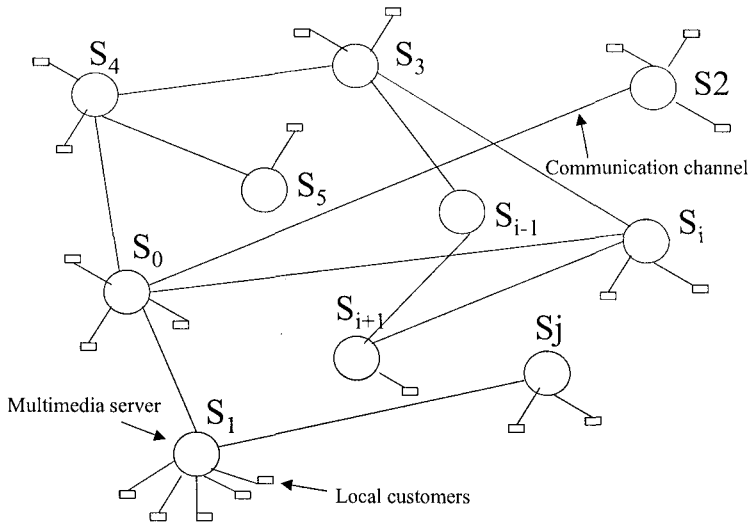 S₄
S₃
S2
Communication channel
S₅
Sᵢ₋₁
Sᵢ
S₀
Sᵢ₊₁
Sj
Multimedia server
S₁
Local customers